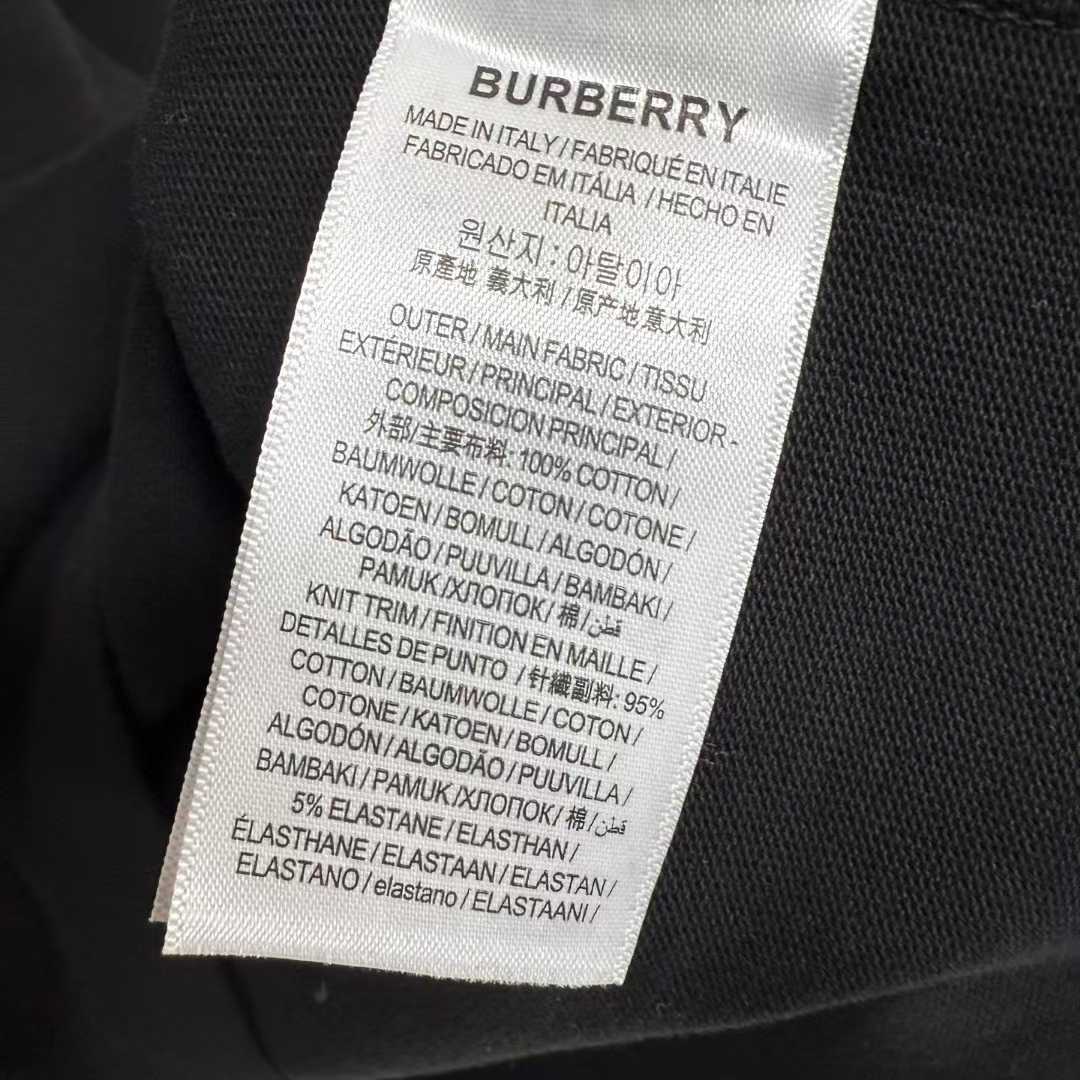 BURBERRY
MADE IN ITALY / FABRIQUÉ EN ITALIE
FABRICADO EM ITÁLIA / HECHO EN
ITALIA
원산지 : 이탈이아
原產地 義大利 / 原产地 意大利
OUTER / MAIN FABRIC / TISSU
EXTÉRIEUR / PRINCIPAL / EXTERIOR -
COMPOSICION PRINCIPAL /
外部/主要布料: 100% COTTON /
BAUMWOLLE / COTON / COTONE /
KATOEN / BOMULL / ALGODÓN /
ALGODÃO / PUUVILLA / BAMBAKI /
PAMUK /ХЛОПОК/ 棉 / قطن
KNIT TRIM / FINITION EN MAILLE /
DETALLES DE PUNTO / 针織副料: 95%
COTTON / BAUMWOLLE / COTON /
COTONE / KATOEN / BOMULL /
ALGODÓN / ALGODÃO / PUUVILLA /
BAMBAKI / PAMUK /ХЛОПОК/ 棉 / قطن
5% ELASTANE / ELASTHAN /
ÉLASTHANE / ELASTAAN / ELASTAN /
ELASTANO / elastano / ELASTAANI /